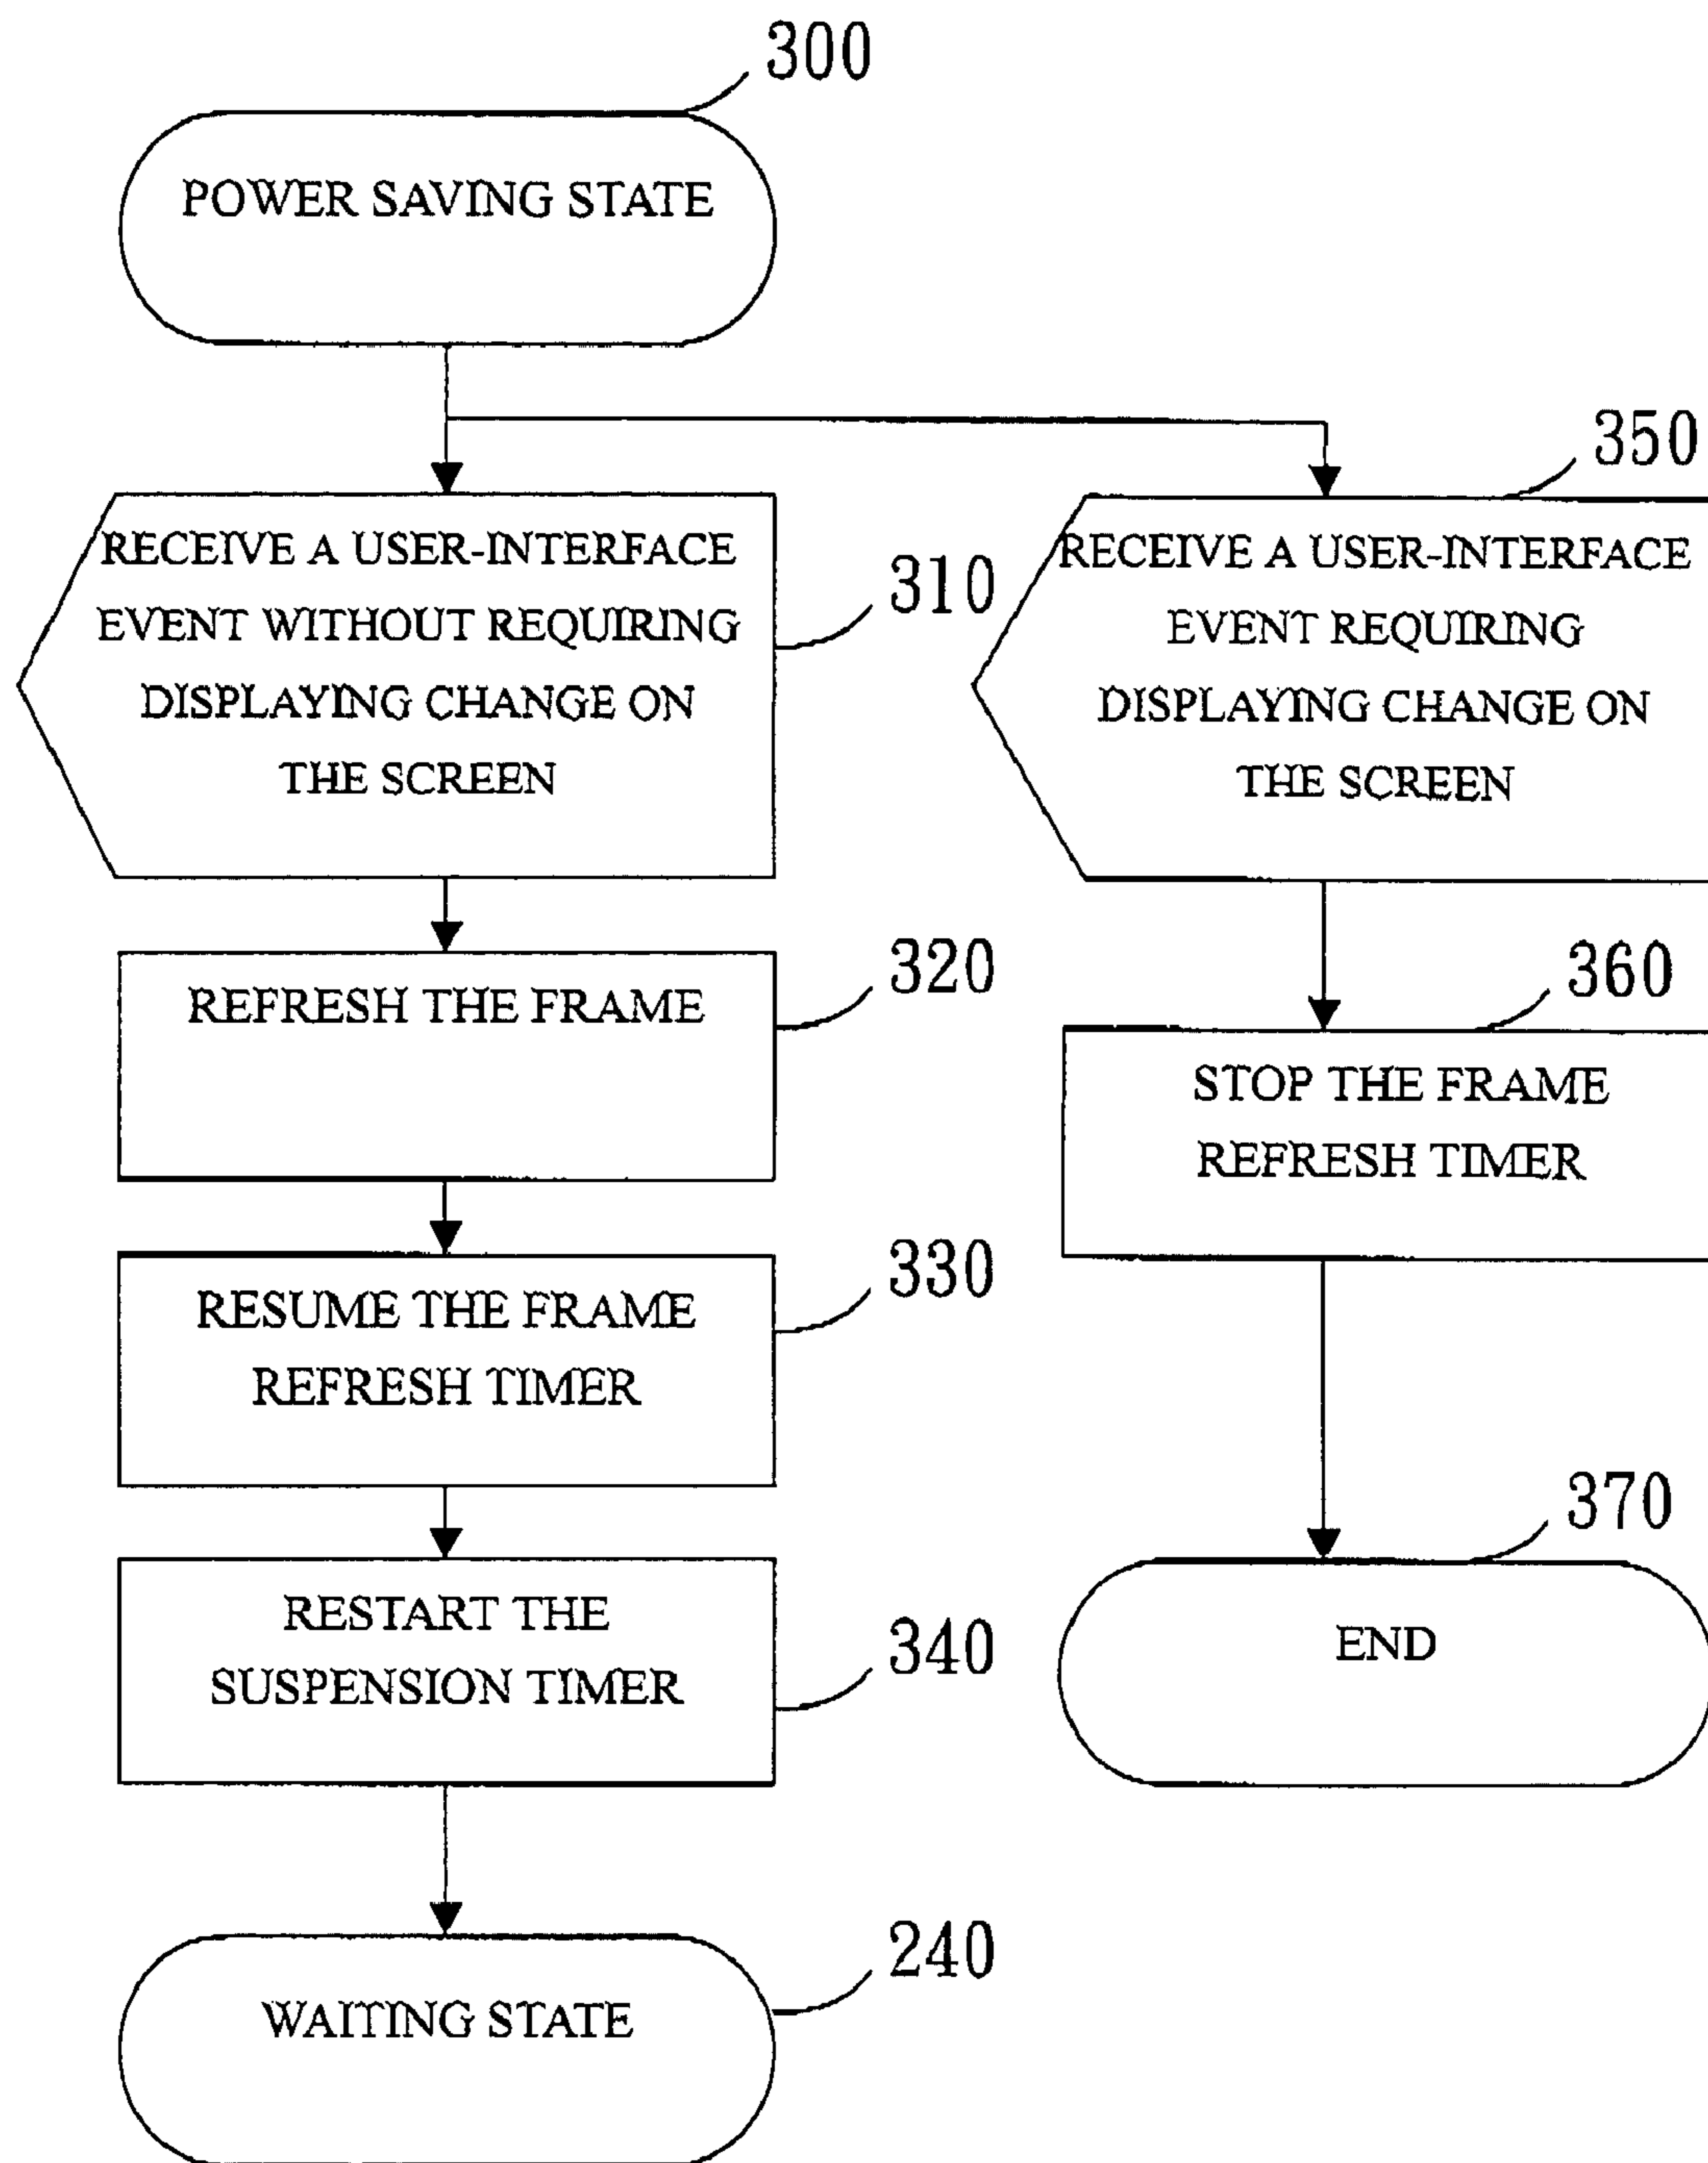 300
POWER SAVING STATE
350
RECEIVE A USER-INTERFACE
EVENT WITHOUT REQUIRING
DISPLAYING CHANGE ON
THE SCREEN
310
RECEIVE A USER-INTERFACE
EVENT REQUIRING
DISPLAYING CHANGE ON
THE SCREEN
320
REFRESH THE FRAME
360
STOP THE FRAME
REFRESH TIMER
330
RESUME THE FRAME
REFRESH TIMER
340
RESTART THE
SUSPENSION TIMER
370
END
240
WAITING STATE